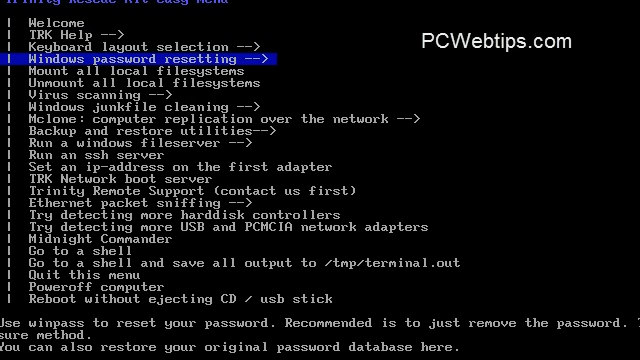 Trinity Rescue Kit easy menu
PCWebtips.com
| Welcome
| TRK Help -->
| Keyboard layout selection -->
| Windows password resetting -->
| Mount all local filesystems
| Unmount all local filesystems
| Virus scanning -->
| Windows junkfile cleaning -->
| Mclone: computer replication over the network -->
| Backup and restore utilities-->
| Run a windows fileserver -->
| Run an ssh server
| Set an ip-address on the first adapter
| TRK Network boot server
| Trinity Remote Support (contact us first)
| Ethernet packet sniffing -->
| Try detecting more harddisk controllers
| Try detecting more USB and PCMCIA network adapters
| Midnight Commander
| Go to a shell
| Go to a shell and save all output to /tmp/terminal.out
| Quit this menu
| Poweroff computer
| Reboot without ejecting CD / usb stick
Use winpass to reset your password. Recommended is to just remove the password.
sure method.
You can also restore your original password database here.